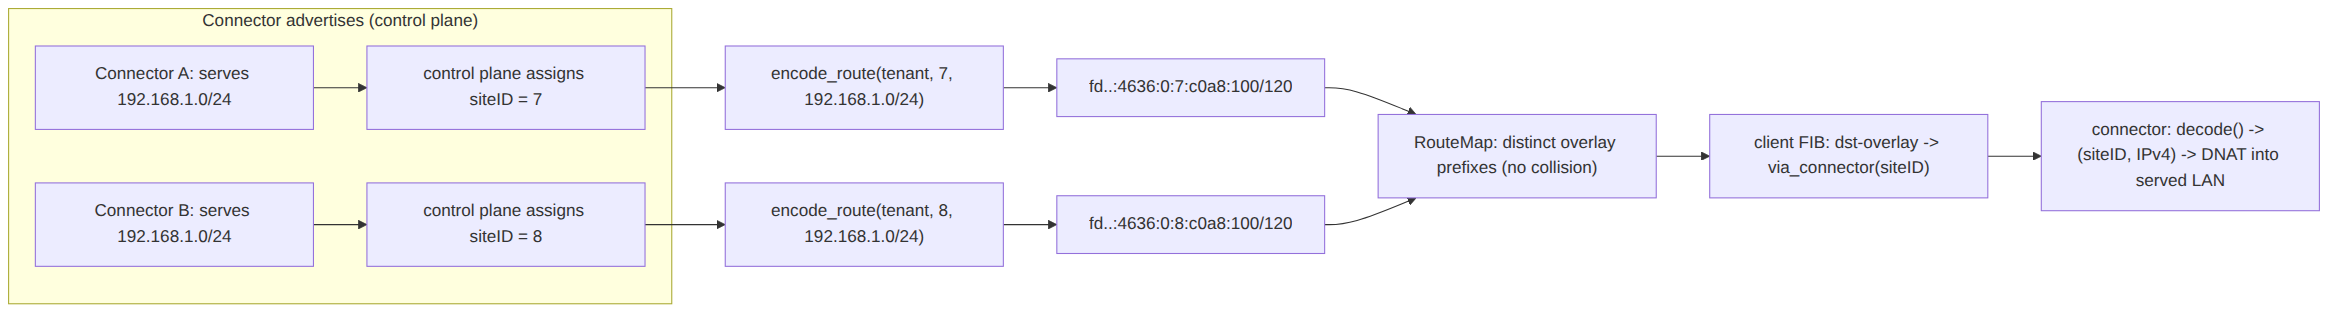 Connector advertises (control plane)
Connector A: serves
192.168.1.0/24
control plane assigns
siteID = 7
encode_route(tenant, 7,
192.168.1.0/24)
fd..:4636:0:7:c0a8:100/120
Connector B: serves
192.168.1.0/24
control plane assigns
siteID = 8
encode_route(tenant, 8,
192.168.1.0/24)
fd..:4636:0:8:c0a8:100/120
RouteMap: distinct overlay
prefixes (no collision)
client FIB: dst-overlay ->
via_connector(siteID)
connector: decode() ->
(siteID, IPv4) -> DNAT into
served LAN